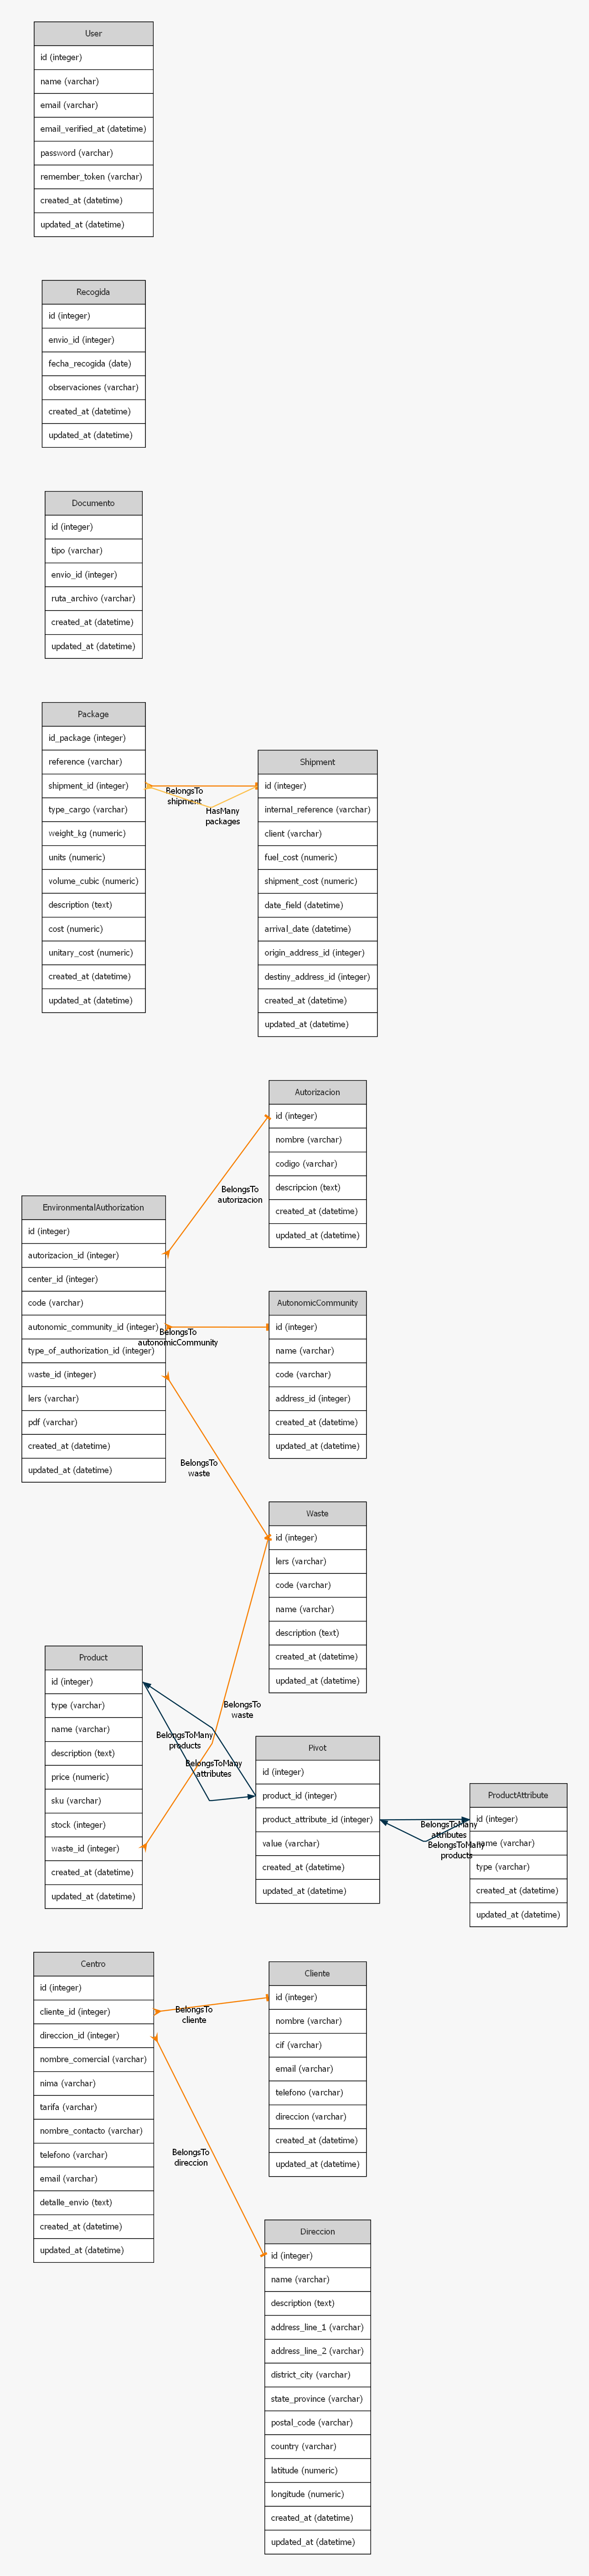 User
id (integer)
name (varchar)
email (varchar)
email_verified_at (datetime)
password (varchar)
remember_token (varchar)
created_at (datetime)
updated_at (datetime)
Recogida
id (integer)
envio_id (integer)
fecha_recogida (date)
observaciones (varchar)
created_at (datetime)
updated_at (datetime)
Documento
id (integer)
tipo (varchar)
envio_id (integer)
ruta_archivo (varchar)
created_at (datetime)
updated_at (datetime)
Package
id_package (integer)
reference (varchar)
shipment_id (integer)
type_cargo (varchar)
weight_kg (numeric)
units (numeric)
volume_cubic (numeric)
description (text)
cost (numeric)
unitary_cost (numeric)
created_at (datetime)
updated_at (datetime)
BelongsTo
shipment
HasMany
packages
Shipment
id (integer)
internal_reference (varchar)
client (varchar)
fuel_cost (numeric)
shipment_cost (numeric)
date_field (datetime)
arrival_date (datetime)
origin_address_id (integer)
destiny_address_id (integer)
created_at (datetime)
updated_at (datetime)
Autorizacion
id (integer)
nombre (varchar)
codigo (varchar)
descripcion (text)
created_at (datetime)
updated_at (datetime)
BelongsTo
autorizacion
EnvironmentalAuthorization
id (integer)
autorizacion_id (integer)
center_id (integer)
code (varchar)
autonomic_community_id (integer)
type_of_authorization_id (integer)
waste_id (integer)
lers (varchar)
pdf (varchar)
created_at (datetime)
updated_at (datetime)
BelongsTo
autonomicCommunity
AutonomicCommunity
id (integer)
name (varchar)
code (varchar)
address_id (integer)
created_at (datetime)
updated_at (datetime)
BelongsTo
waste
Waste
id (integer)
lers (varchar)
code (varchar)
name (varchar)
description (text)
created_at (datetime)
updated_at (datetime)
BelongsTo
waste
Product
id (integer)
type (varchar)
name (varchar)
description (text)
price (numeric)
sku (varchar)
stock (integer)
waste_id (integer)
created_at (datetime)
updated_at (datetime)
BelongsToMany
products
BelongsToMany
attributes
Pivot
id (integer)
product_id (integer)
product_attribute_id (integer)
value (varchar)
created_at (datetime)
updated_at (datetime)
BelongsToMany
attributes
BelongsToMany
products
ProductAttribute
id (integer)
name (varchar)
type (varchar)
created_at (datetime)
updated_at (datetime)
Centro
id (integer)
cliente_id (integer)
direccion_id (integer)
nombre_comercial (varchar)
nima (varchar)
tarifa (varchar)
nombre_contacto (varchar)
telefono (varchar)
email (varchar)
detalle_envio (text)
created_at (datetime)
updated_at (datetime)
BelongsTo
cliente
Cliente
id (integer)
nombre (varchar)
cif (varchar)
email (varchar)
telefono (varchar)
direccion (varchar)
created_at (datetime)
updated_at (datetime)
BelongsTo
direccion
Direccion
id (integer)
name (varchar)
description (text)
address_line_1 (varchar)
address_line_2 (varchar)
district_city (varchar)
state_province (varchar)
postal_code (varchar)
country (varchar)
latitude (numeric)
longitude (numeric)
created_at (datetime)
updated_at (datetime)